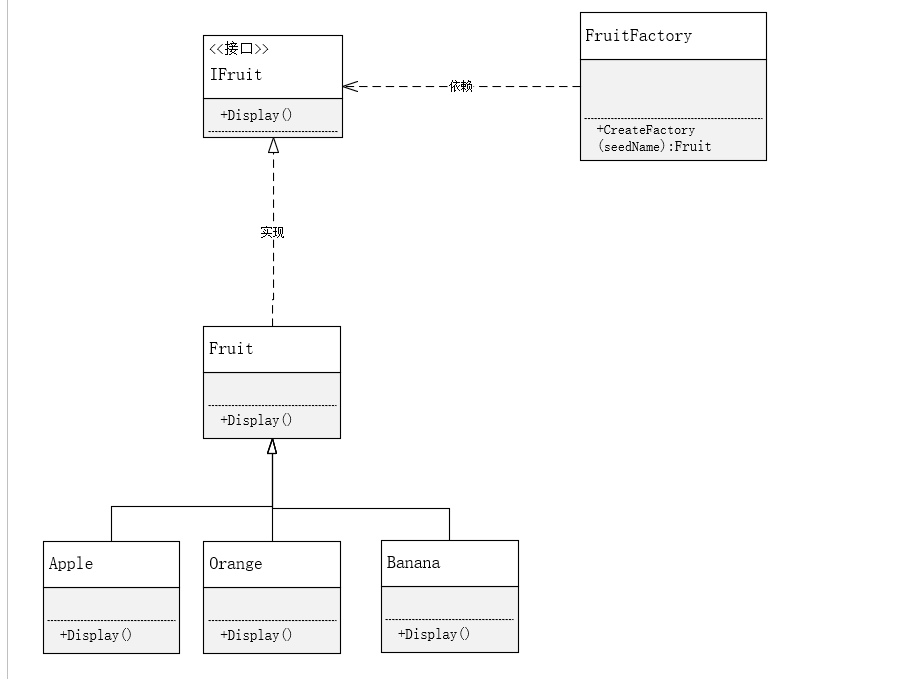 <<接口>>
IFruit
+Display()
FruitFactory
+CreateFactory
(seedName):Fruit
依赖
实现
Fruit
+Display()
Apple
+Display()
Orange
+Display()
Banana
+Display()